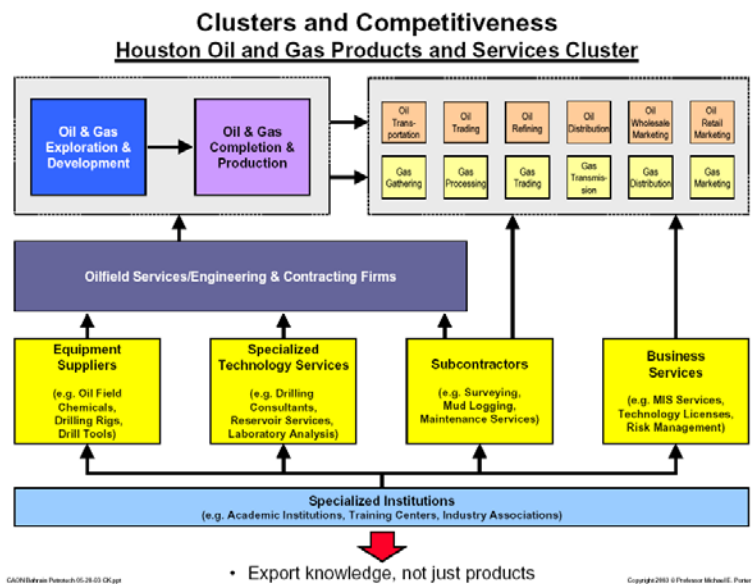 Clusters and Competitiveness
Houston Oil and Gas Products and Services Cluster
Oil & Gas
Exploration &
Development
Oil & Gas
Completion &
Production
Oil
Trans-
portation
Oil
Trading
Oil
Refining
Oil
Distribution
Oil
Wholesale
Marketing
Oil
Retail
Marketing
Gas
Gathering
Gas
Processing
Gas
Trading
Gas
Transmis-
sion
Gas
Distribution
Gas
Marketing
Oilfield Services/Engineering & Contracting Firms
Equipment
Suppliers
(e.g. Oil Field
Chemicals,
Drilling Rigs,
Drill Tools)
Specialized
Technology Services
(e.g. Drilling
Consultants,
Reservoir Services,
Laboratory Analysis)
Subcontractors
(e.g. Surveying,
Mud Logging,
Maintenance Services)
Business
Services
(e.g. MIS Services,
Technology Licenses,
Risk Management)
Specialized Institutions
(e.g. Academic Institutions, Training Centers, Industry Associations)
• Export knowledge, not just products
Copyright 2003 © Professor Michael E. Porter